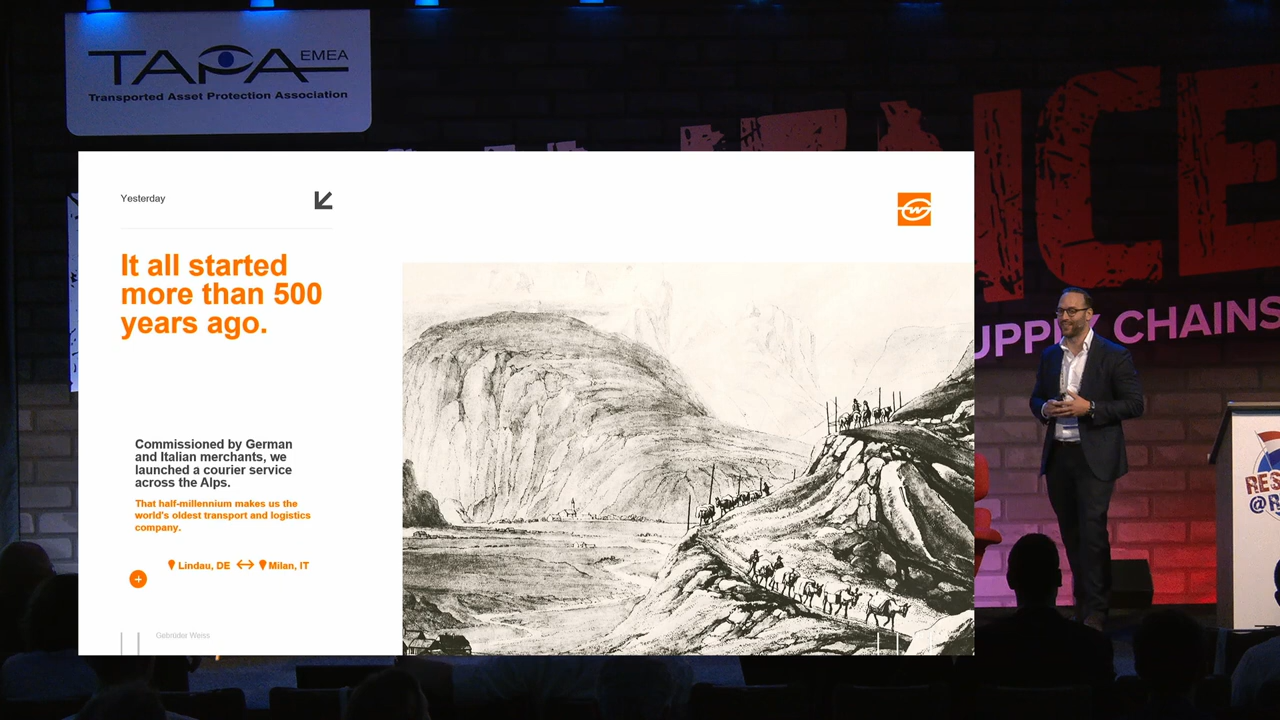 TAPA EMEA
Transported Asset Protection Association
Yesterday
It all started
more than 500
years ago.
Commissioned by German
and Italian merchants, we
launched a courier service
across the Alps.
That half-millennium makes us the
world's oldest transport and logistics
company.
Lindau, DE
Milan, IT
Gebrüder Weiss
CHAINS